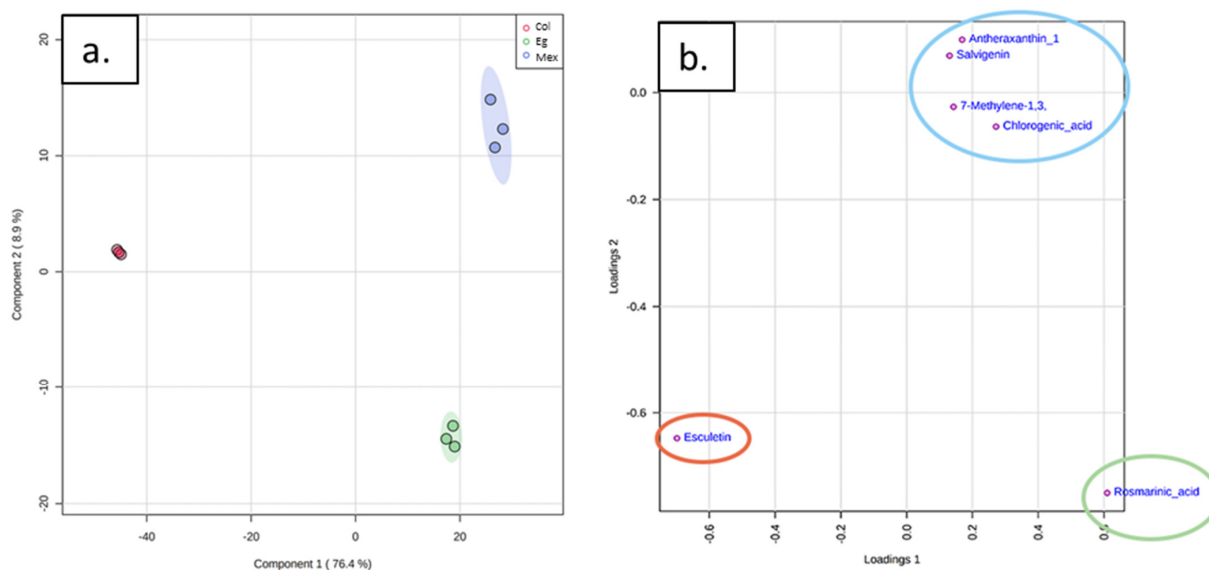 a.
Col
Eg
Mex
20
10
0
-10
-20
-40
-20
0
20
Component 2 ( 8.9 %)
Component 1 ( 76.4 %)
b.
Antheraxanthin_1
Salvigenin
7-Methylene-1,3,
Chlorogenic_acid
Esculetin
Rosmarinic_acid
0.0
-0.2
-0.4
-0.6
-0.6
-0.4
-0.2
0.0
0.2
0.4
Loadings 2
Loadings 1